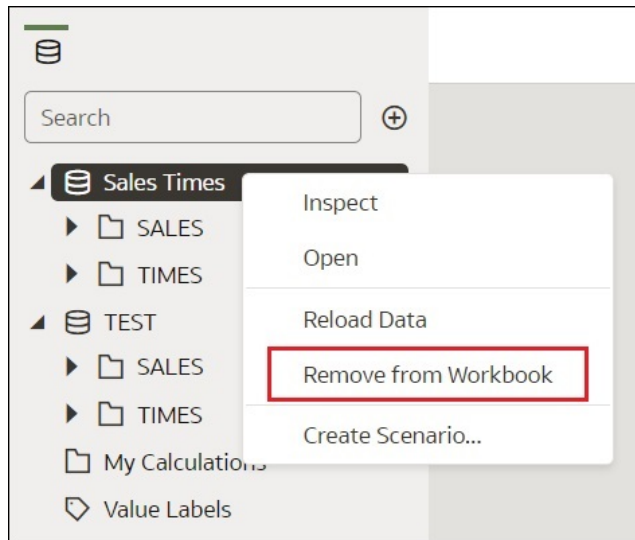 Search
Sales Times
SALES
TIMES
TEST
SALES
TIMES
My Calculations
Value Labels
Inspect
Open
Reload Data
Remove from Workbook
Create Scenario...